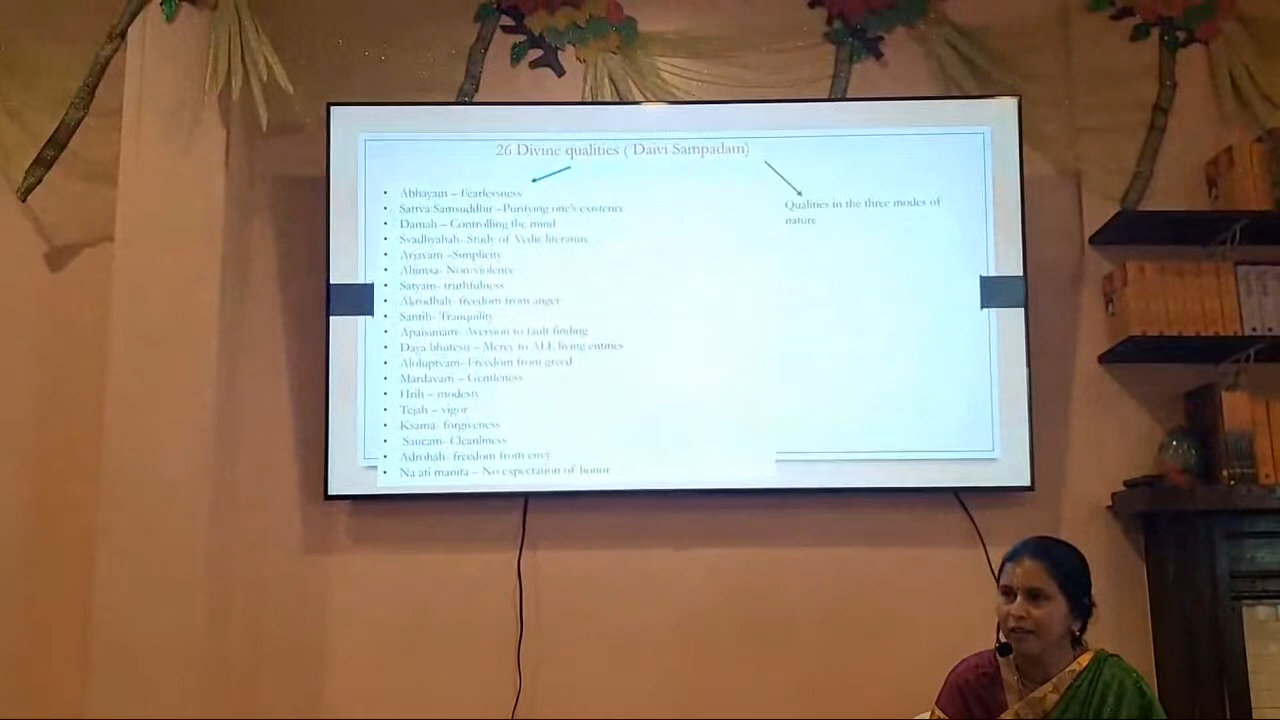 26 Divine qualities ( Daivi Sampadam)
• Abhayam – Fearlessness
• Sattva Samsuddhir –Purifying one's existence
• Damah – Controlling the mind
• Svadhyahah- Study of Vedic literature
• Arjavam –Simplicity
• Ahimsa- Non-violence
• Satyam- truthfulness
• Akrodhah- freedom from anger
• Santih- Tranquility
• Apaisunam- Aversion to fault finding
• Daya bhutesu – Mercy to ALL living entities
• Aloluptvam- Freedom from greed
• Mardavam – Gentleness
• Hrih – modesty
• Tejah – vigor
• Ksama- forgiveness
• Saucam- Cleanliness
• Adrohah- freedom from envy
• Na ati manita – No expectation of honor
Qualities in the three modes of
nature